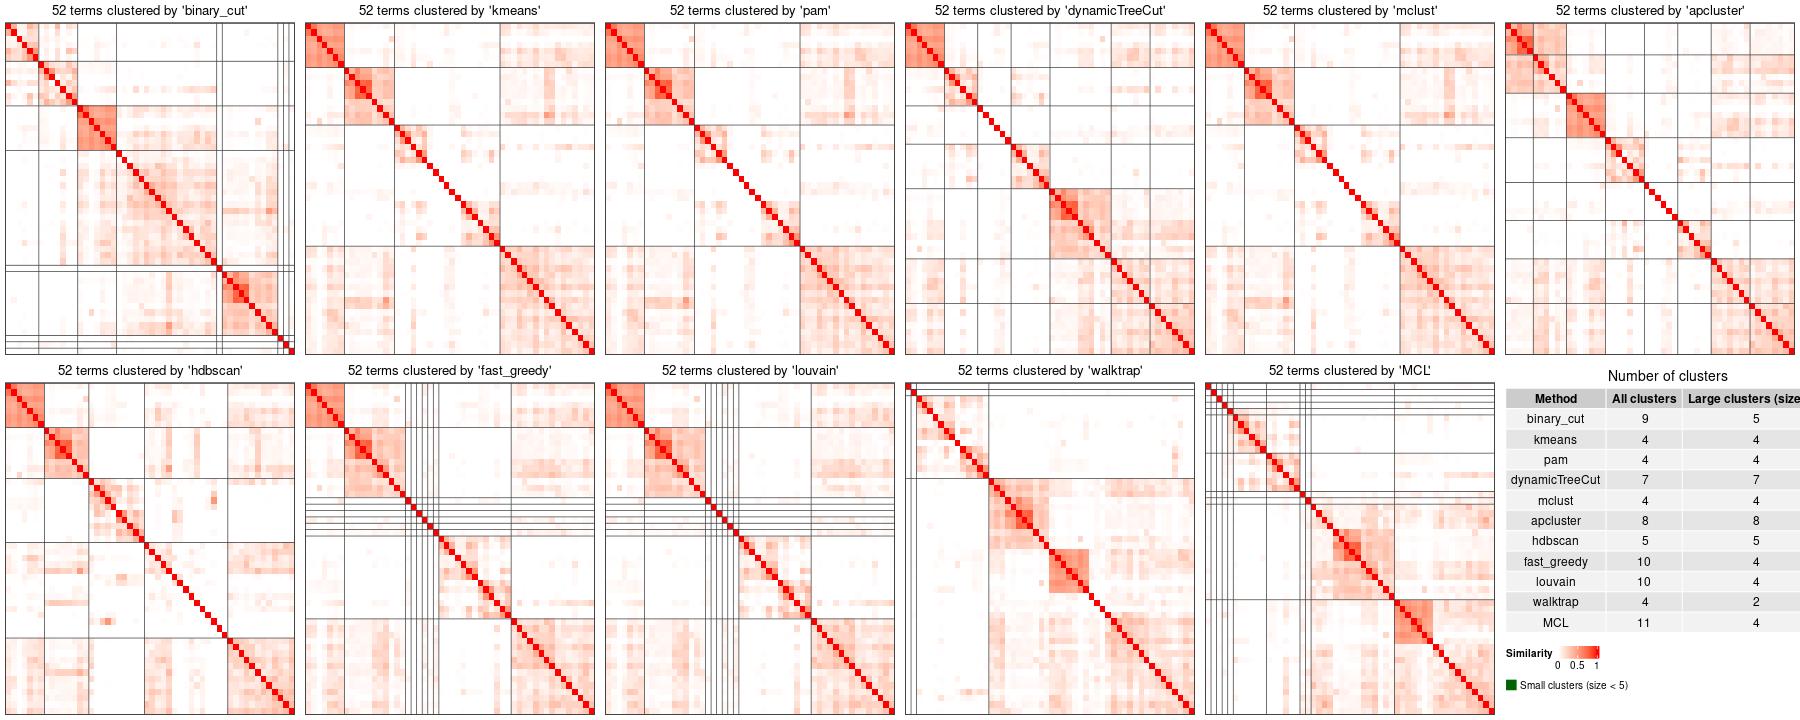 52 terms clustered by 'binary_cut'
52 terms clustered by 'kmeans'
52 terms clustered by 'pam'
52 terms clustered by 'dynamicTreeCut'
52 terms clustered by 'mclust'
52 terms clustered by 'apcluster'
52 terms clustered by 'hdbscan'
52 terms clustered by 'fast_greedy'
52 terms clustered by 'louvain'
52 terms clustered by 'walktrap'
52 terms clustered by 'MCL'
Number of clusters
Method All clusters Large clusters (size
binary_cut 9 5
kmeans 4 4
pam 4 4
dynamicTreeCut 7 7
mclust 4 4
apcluster 8 8
hdbscan 5 5
fast_greedy 10 4
louvain 10 4
walktrap 4 2
MCL 11 4
Similarity
0 0.5 1
Small clusters (size < 5)